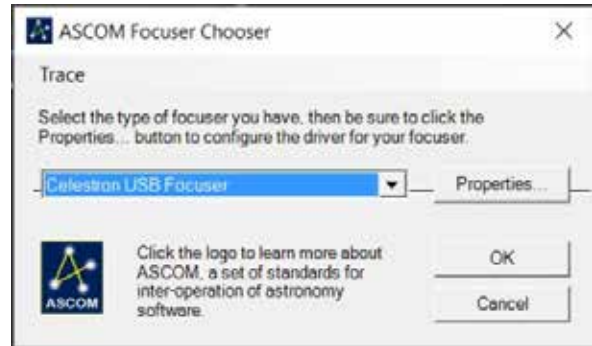 ASCOM Focuser Chooser
Trace
Select the type of focuser you have, then be sure to click the
Properties... button to configure the driver for your focuser.
Celestron USB Focuser
Properties...
Click the logo to learn more about
ASCOM, a set of standards for
inter-operation of astronomy
software.
ASCOM
OK
Cancel